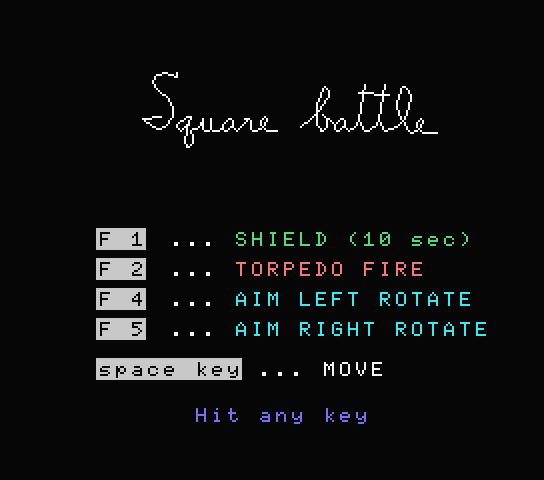 Square battle
F 1 ... SHIELD (10 sec)
F 2 ... TORPEDO FIRE
F 4 ... AIM LEFT ROTATE
F 5 ... AIM RIGHT ROTATE
space key ... MOVE
Hit any key